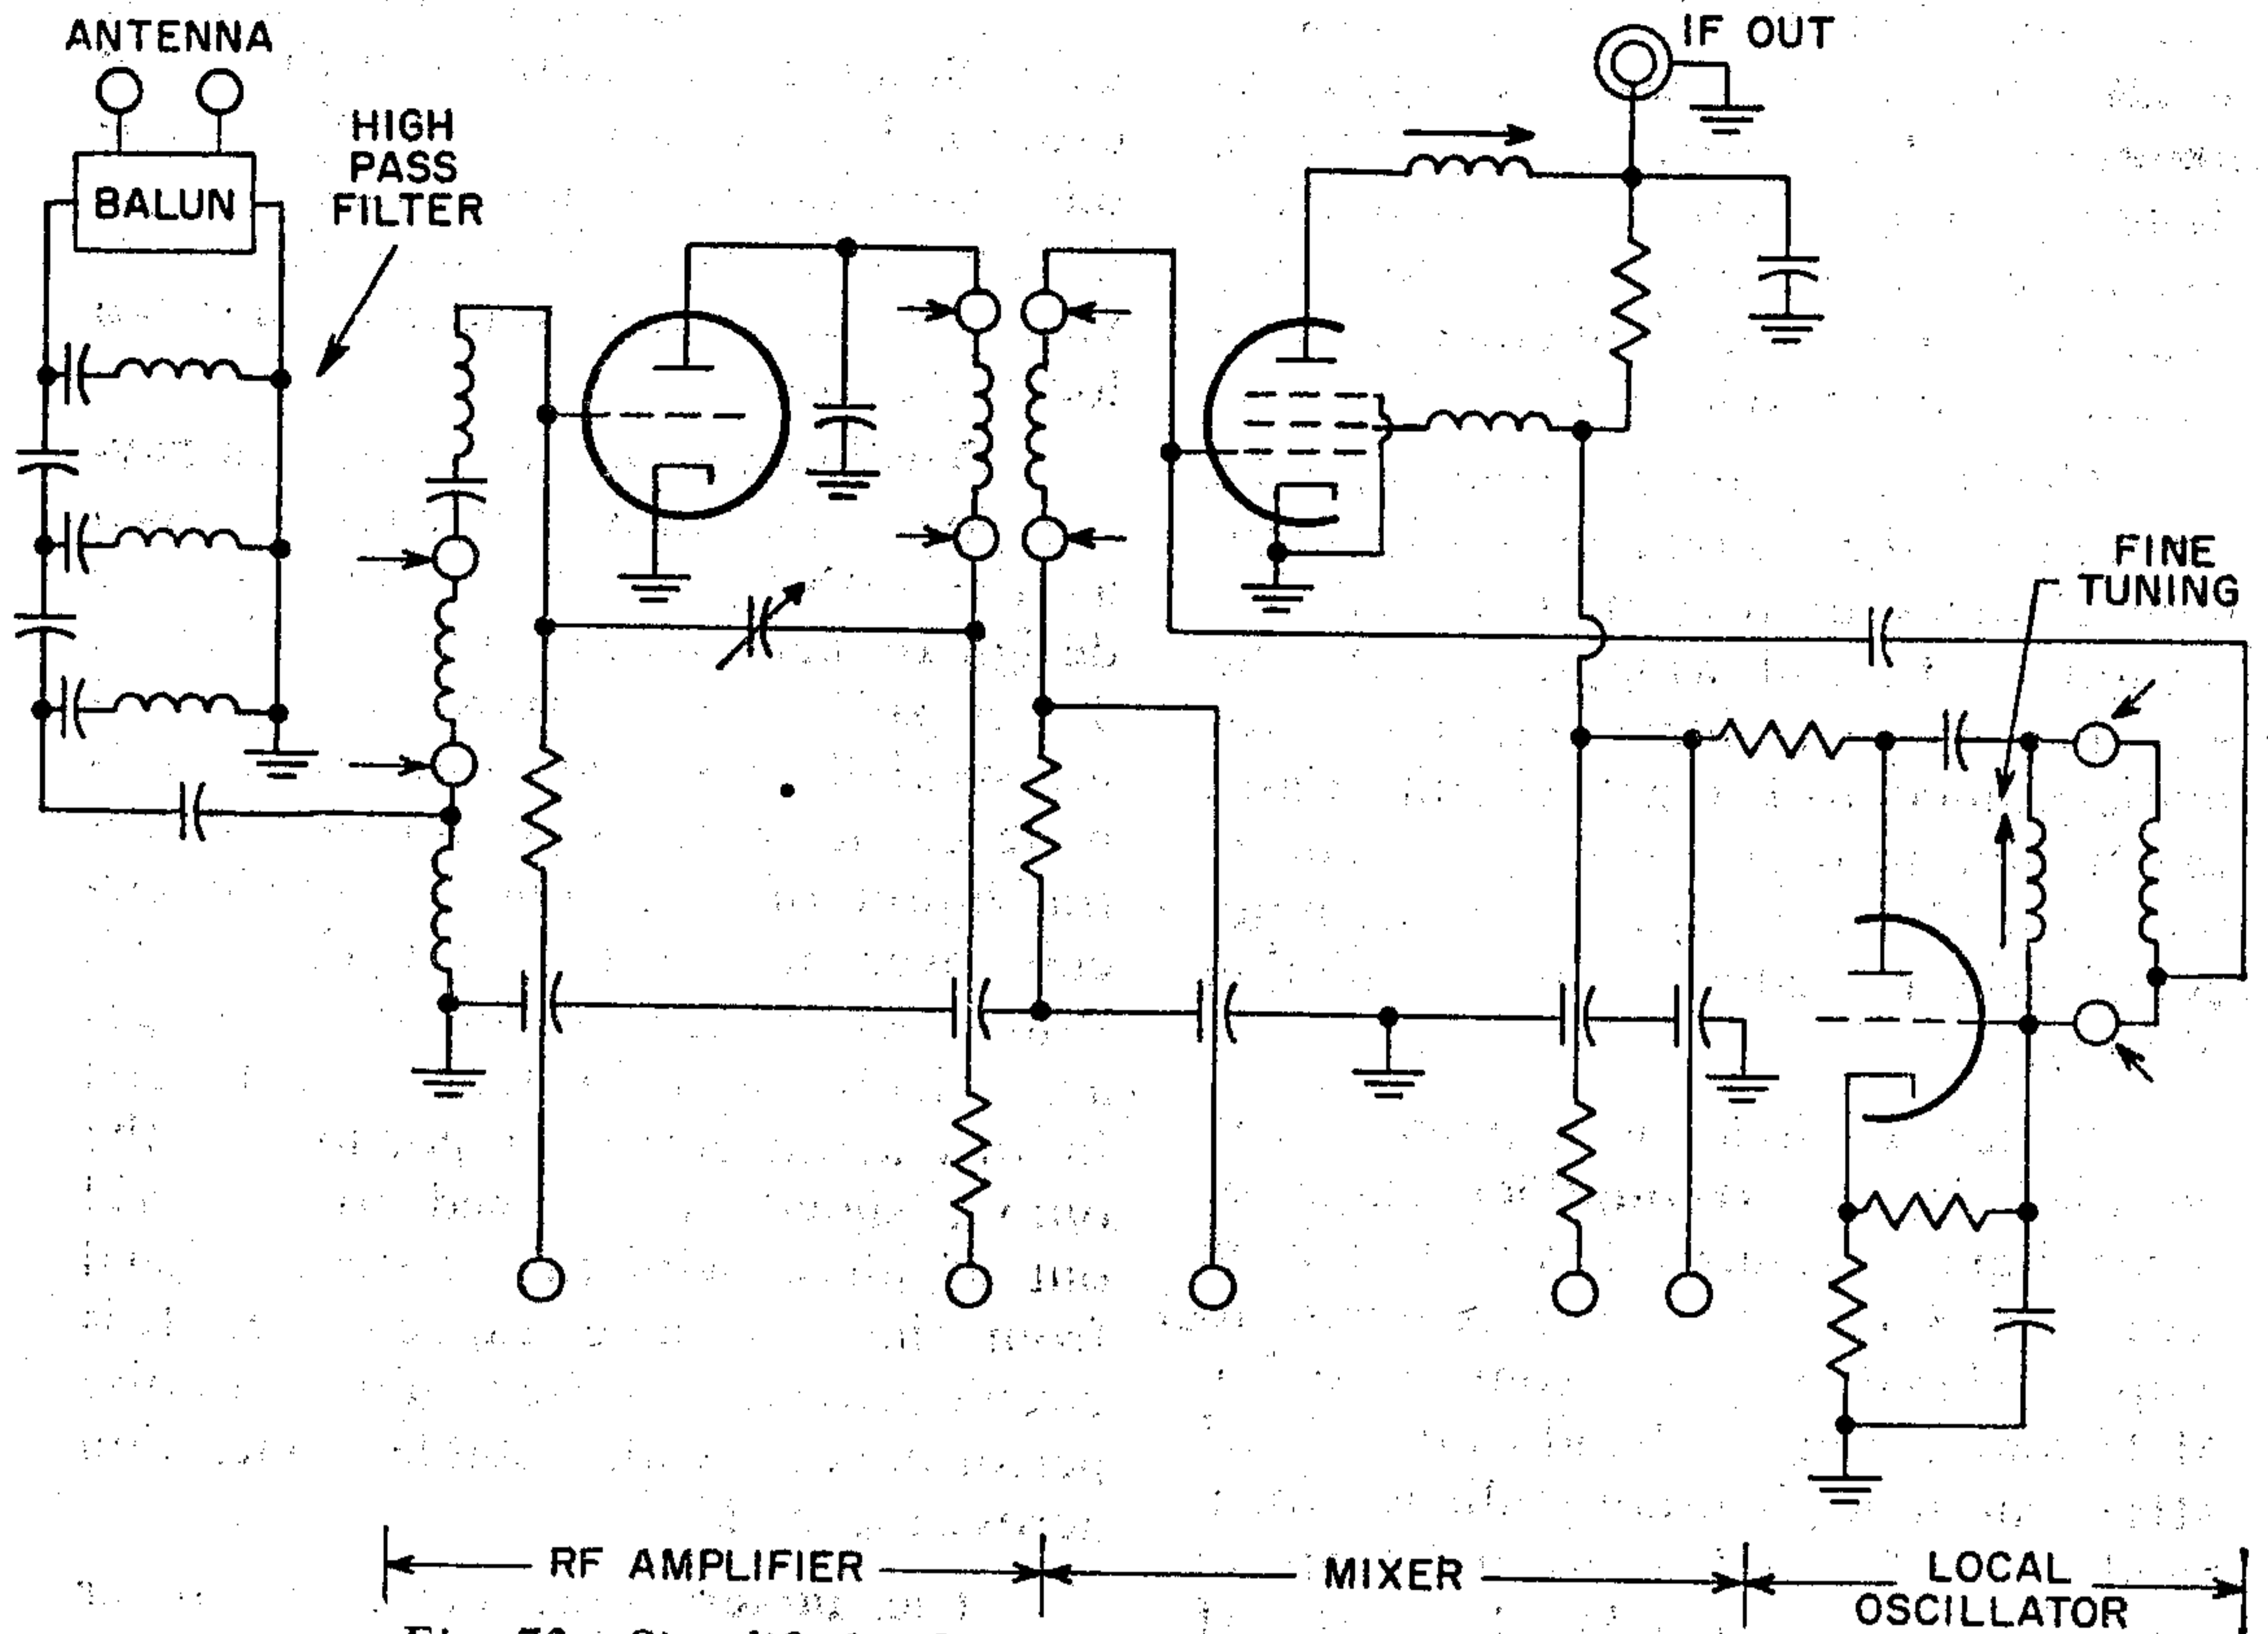 ANTENNA
BALUN
HIGH
PASS
FILTER
IF OUT
FINE
TUNING
RF AMPLIFIER
MIXER
LOCAL
OSCILLATOR